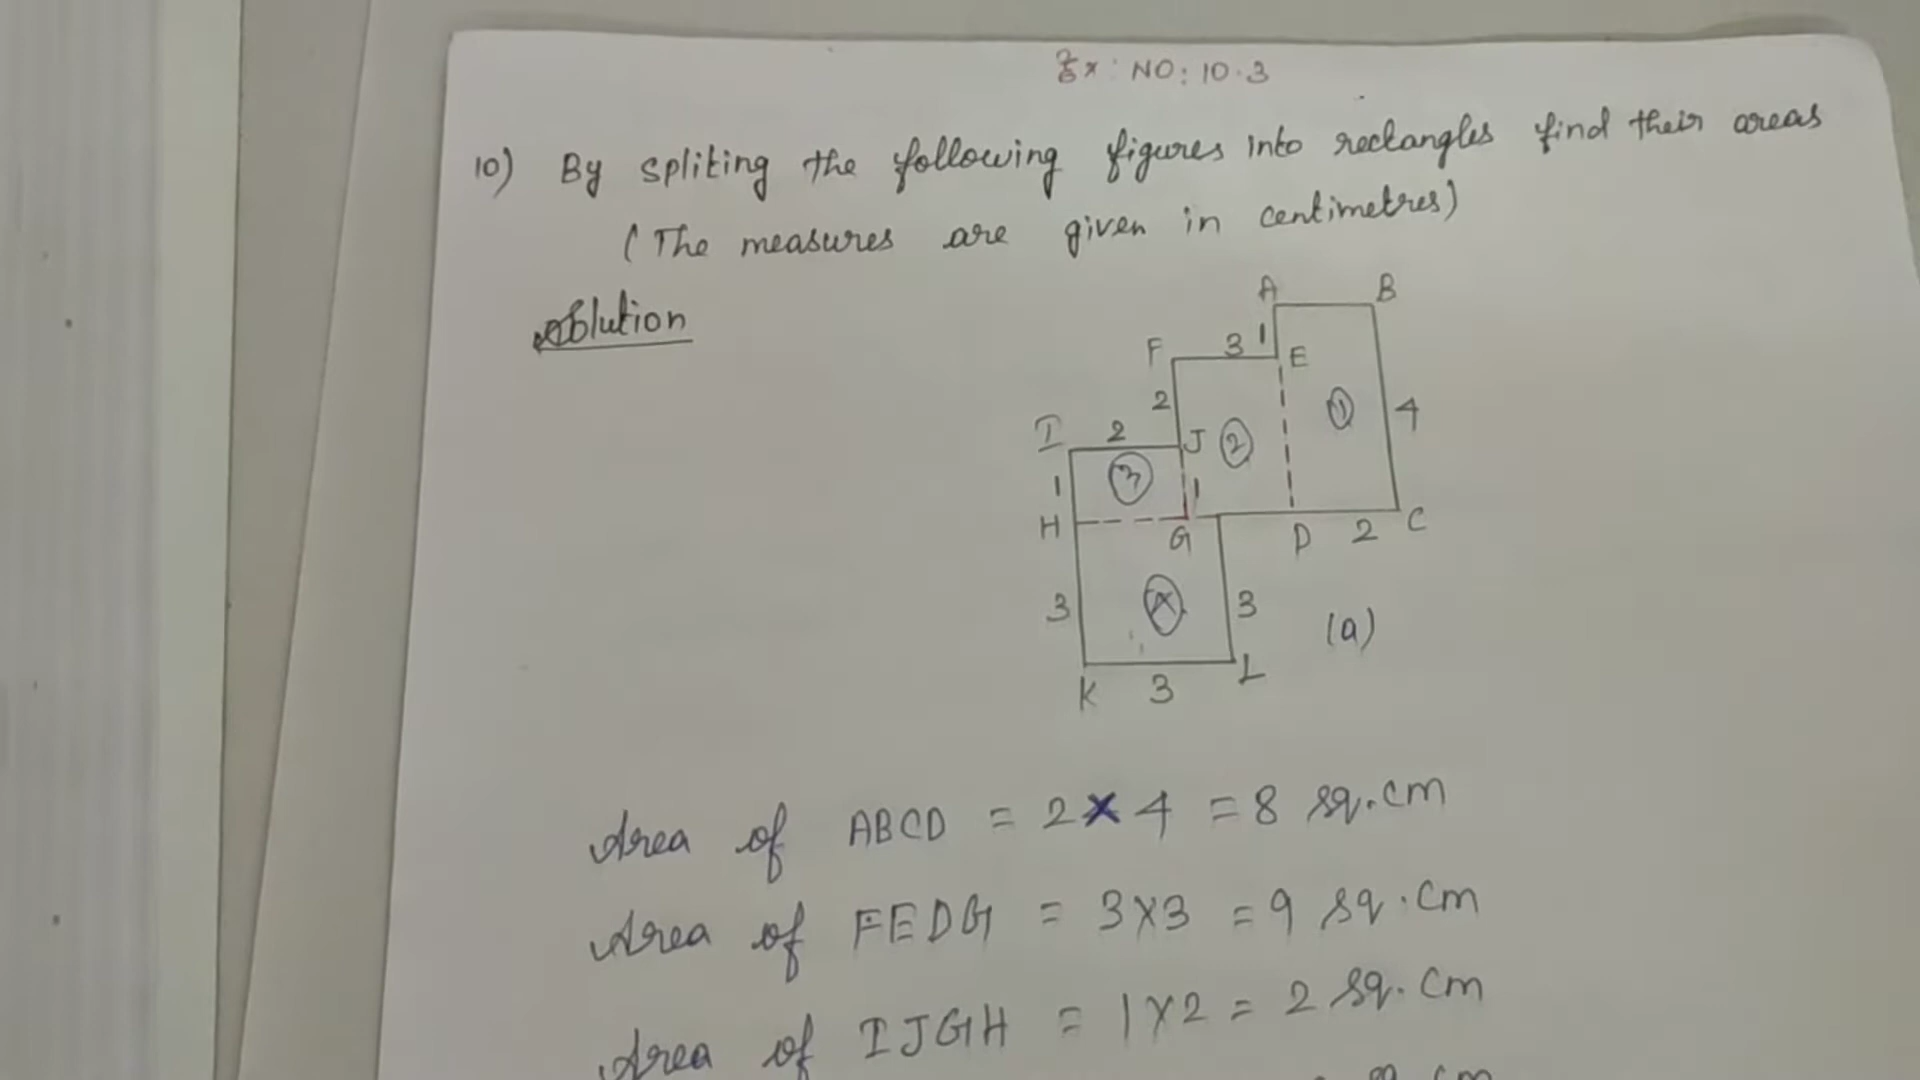 Ex: NO: 10.3
10) By spliting the following figures into rectangles find their areas
(The measures are given in centimetres)
Solution
A B
1
F 3 E
2
I 2 J
4
1 3 2 1
1
H G D 2 C
3 4 3
(a)
K 3 L
Area of ABCD = 2 × 4 = 8 sq.cm
Area of FEDG = 3×3 = 9 sq.cm
Area of IJGH = 1×2 = 2 sq.cm
cm